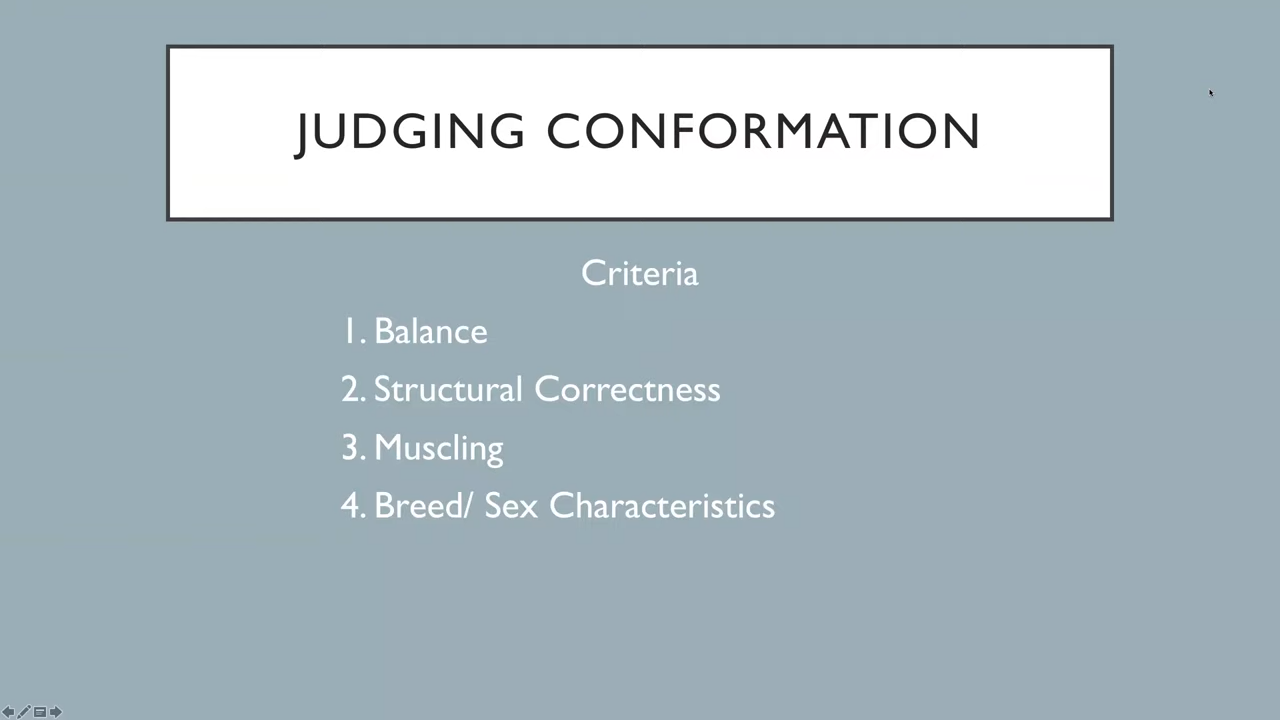 JUDGING CONFORMATION
Criteria
1. Balance
2. Structural Correctness
3. Muscling
4. Breed/ Sex Characteristics